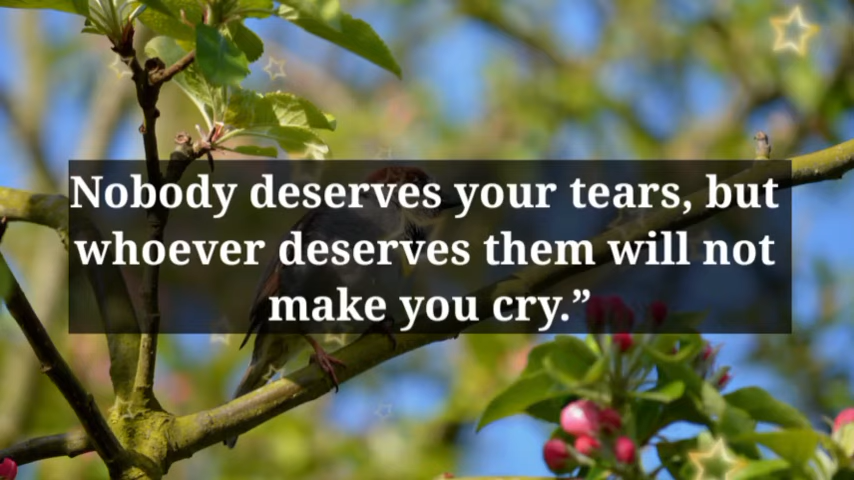 Nobody deserves your tears, but
whoever deserves them will not
make you cry.”